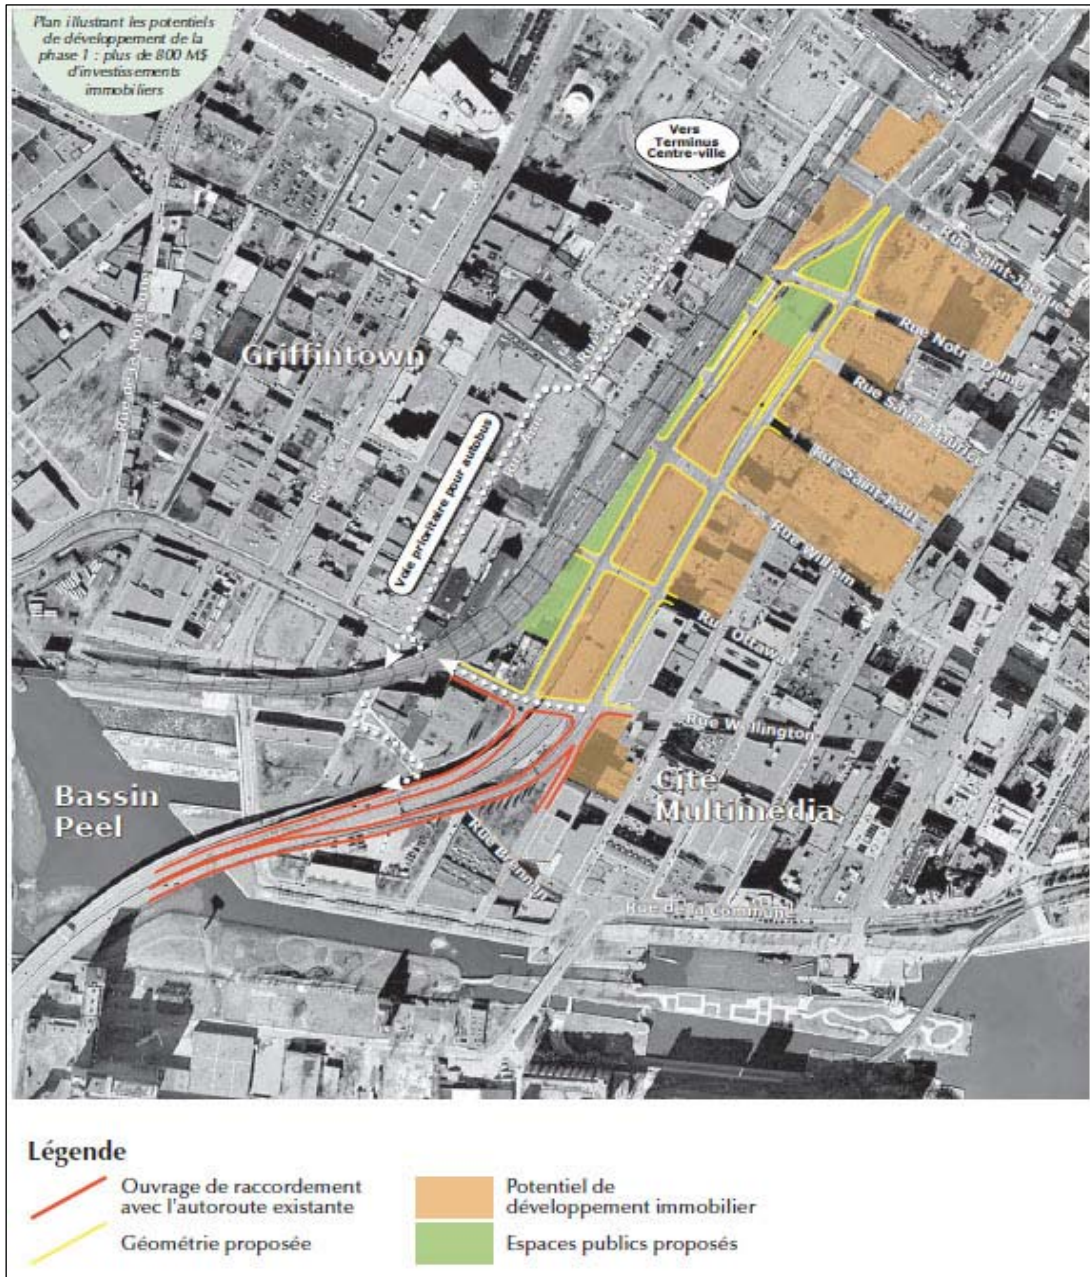 Plan illustrant les potentiels
de développement de la
phase 1 : plus de 800 M$
d'investissements
immobiliers
Vers
Terminus
Centre-ville
Rue Saint-Jacques
Griffintown
Rue Notre-Dame
Rue Saint-Maurice
Rue Saint-Paul
Voie prioritaire pour autobus
Rue William
Rue Ottawa
Rue Wellington
Bassin
Peel
Cité
Multimédia
Rue Brennan
Rue de la Commune
Légende
Ouvrage de raccordement
avec l'autoroute existante
Géométrie proposée
Potentiel de
développement immobilier
Espaces publics proposés